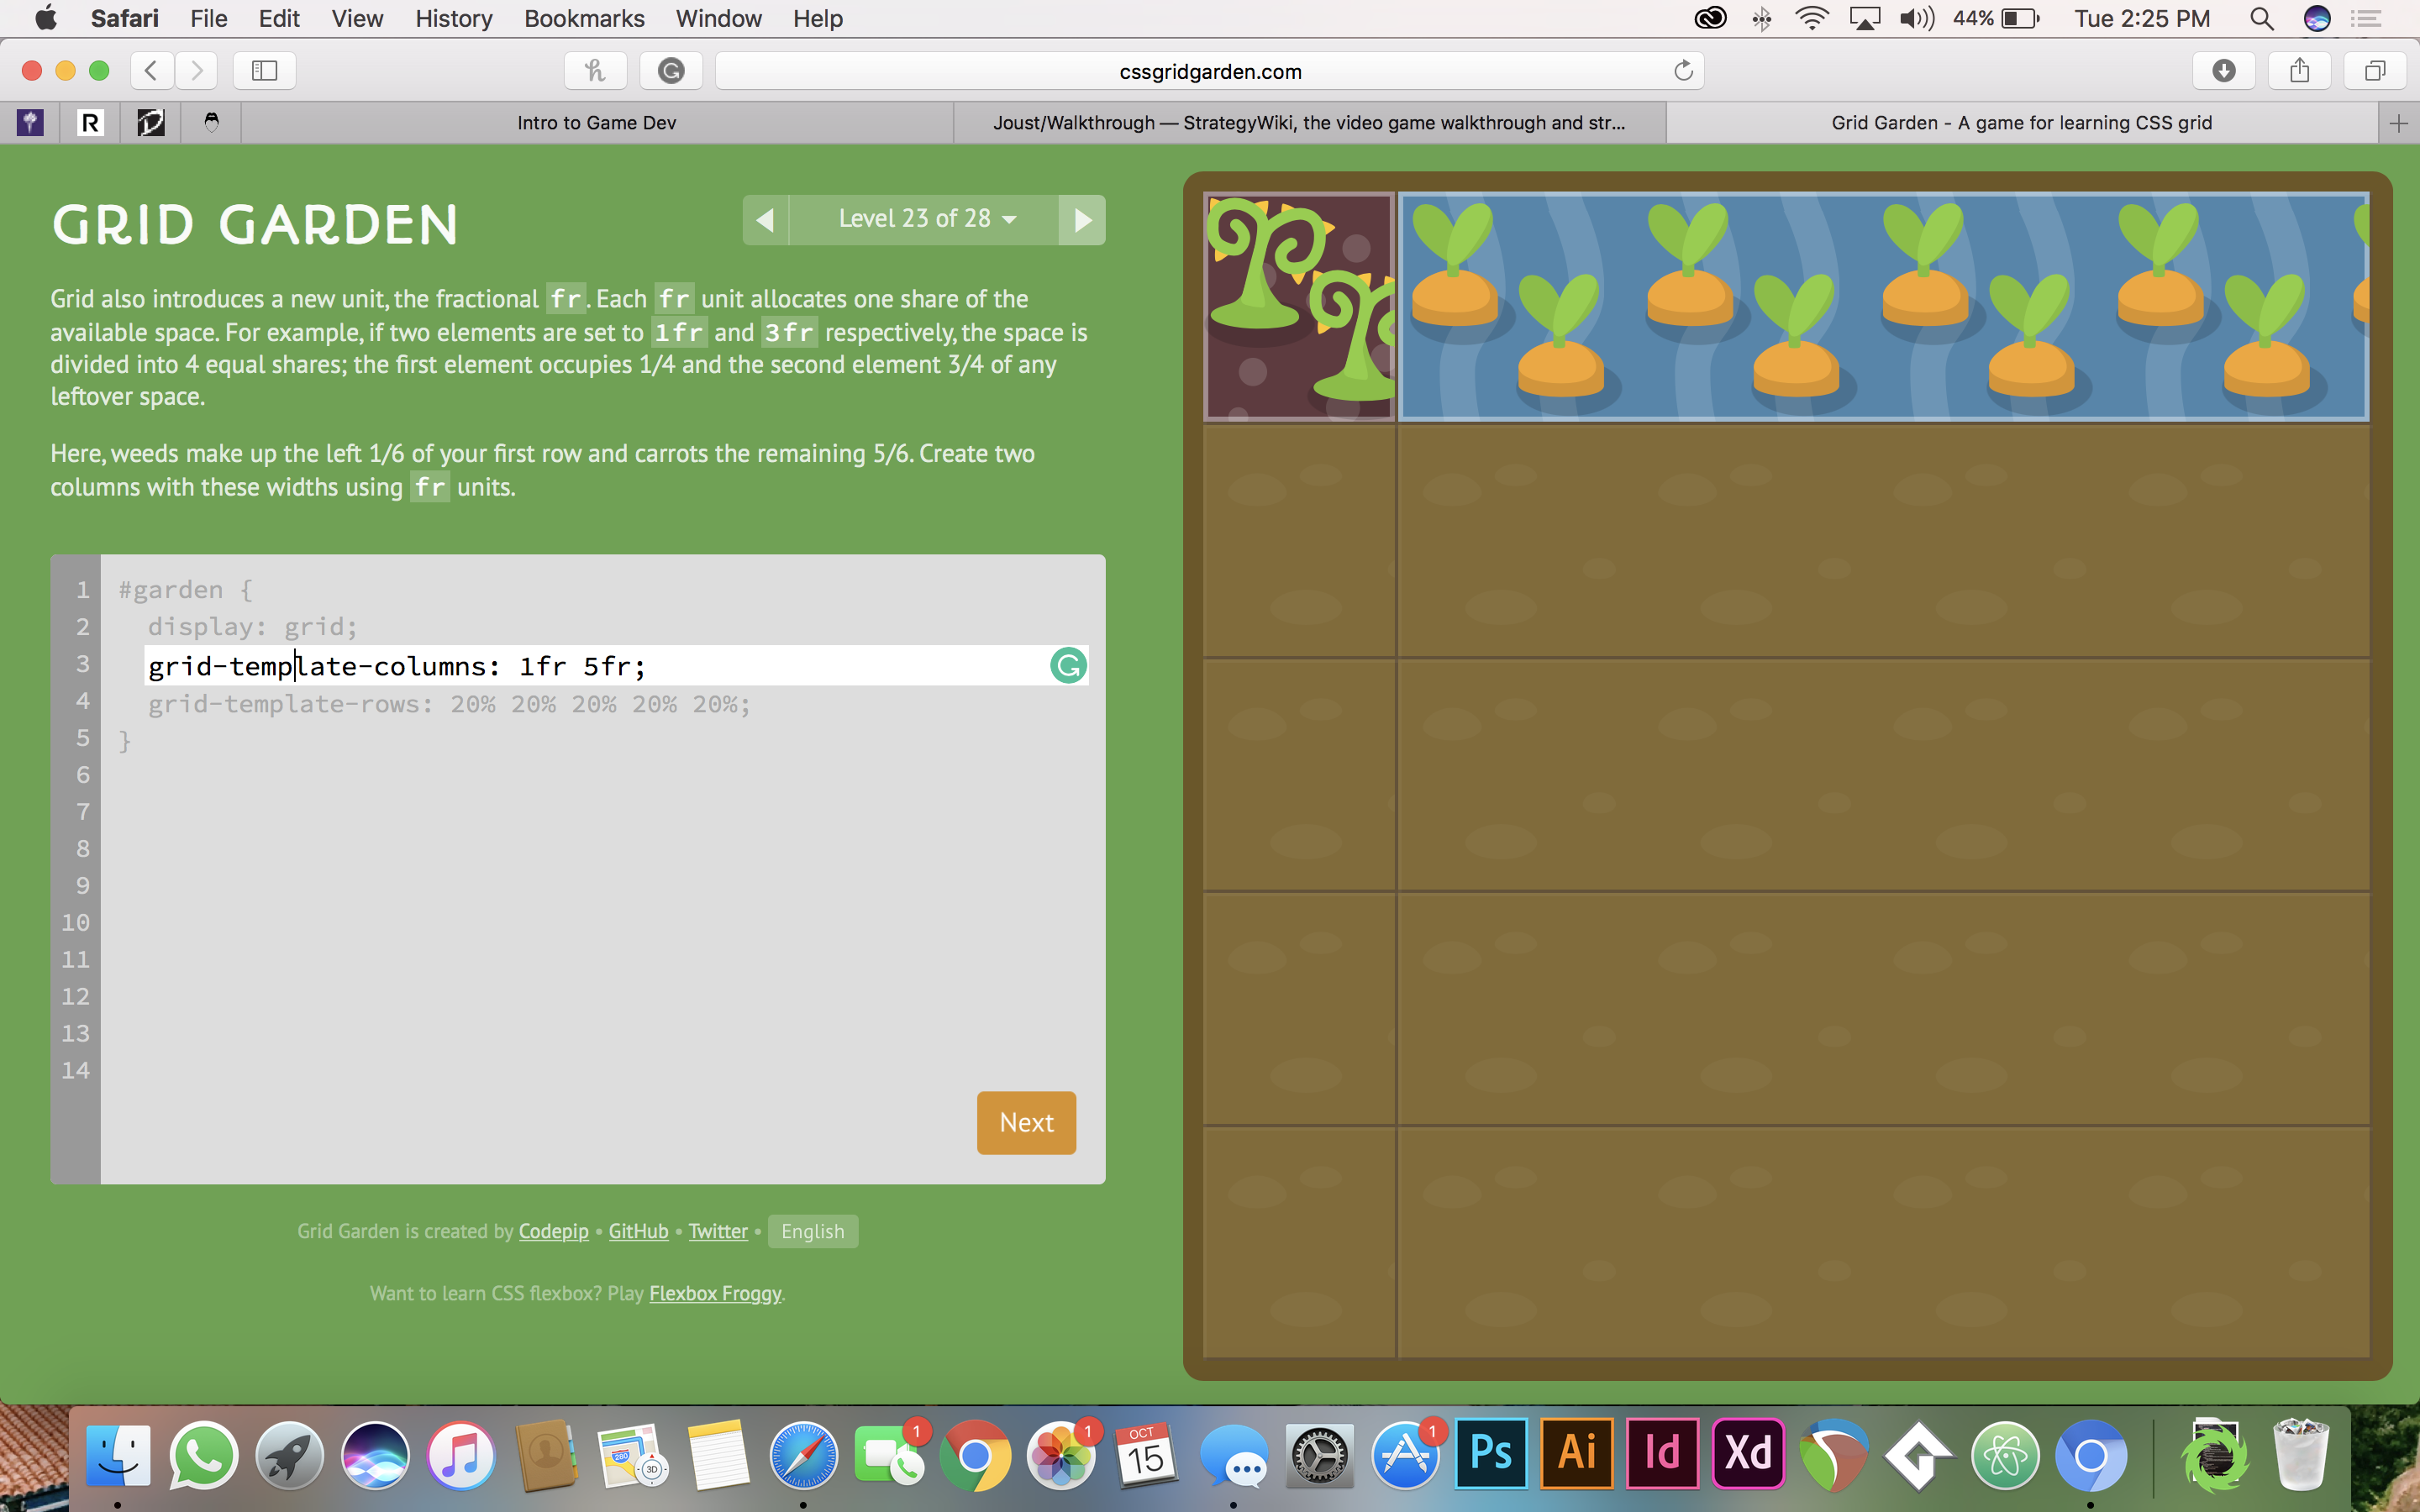 Safari File Edit View History Bookmarks Window Help 44% Tue 2:25 PM
cssgridgarden.com
R Intro to Game Dev Joust/Walkthrough — StrategyWiki, the video game walkthrough and str... Grid Garden - A game for learning CSS grid
GRID GARDEN
Level 23 of 28
Grid also introduces a new unit, the fractional fr. Each fr unit allocates one share of the
available space. For example, if two elements are set to 1fr and 3fr respectively, the space is
divided into 4 equal shares; the first element occupies 1/4 and the second element 3/4 of any
leftover space.
Here, weeds make up the left 1/6 of your first row and carrots the remaining 5/6. Create two
columns with these widths using fr units.
1 #garden {
2 display: grid;
3 grid-template-columns: 1fr 5fr;
4 grid-template-rows: 20% 20% 20% 20% 20%;
5 }
6
7
8
9
10
11
12
13
14
Next
Grid Garden is created by Codepip • GitHub • Twitter • English
Want to learn CSS flexbox? Play Flexbox Froggy.
280 3D 1 1 OCT 15 1 Ps Ai Id Xd